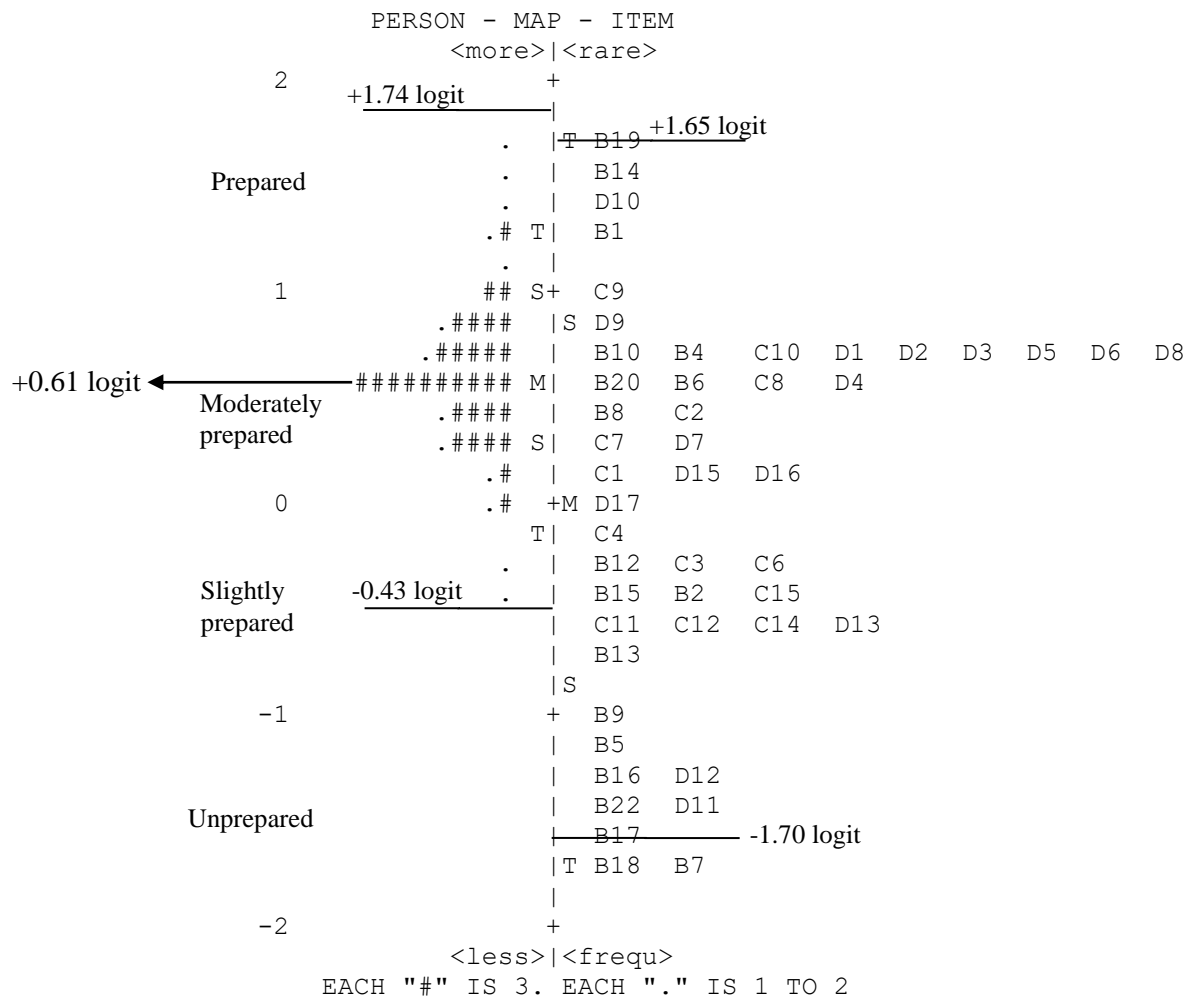 PERSON - MAP - ITEM
<more>|<rare>
2 +
+1.74 logit |
. |T B19 +1.65 logit
. | B14
Prepared
. | D10
.# T| B1
. |
1 ## S+ C9
.#### |S D9
.##### | B10 B4 C10 D1 D2 D3 D5 D6 D8
+0.61 logit ########## M| B20 B6 C8 D4
Moderately prepared
.#### | B8 C2
.#### S| C7 D7
.# | C1 D15 D16
0 .# +M D17
T| C4
. | B12 C3 C6
Slightly prepared -0.43 logit . | B15 B2 C15
| C11 C12 C14 D13
| B13
|S
-1 + B9
| B5
| B16 D12
| B22 D11
Unprepared
| B17 -1.70 logit
|T B18 B7
|
-2 +
<less>|<frequ>
EACH "#" IS 3. EACH "." IS 1 TO 2